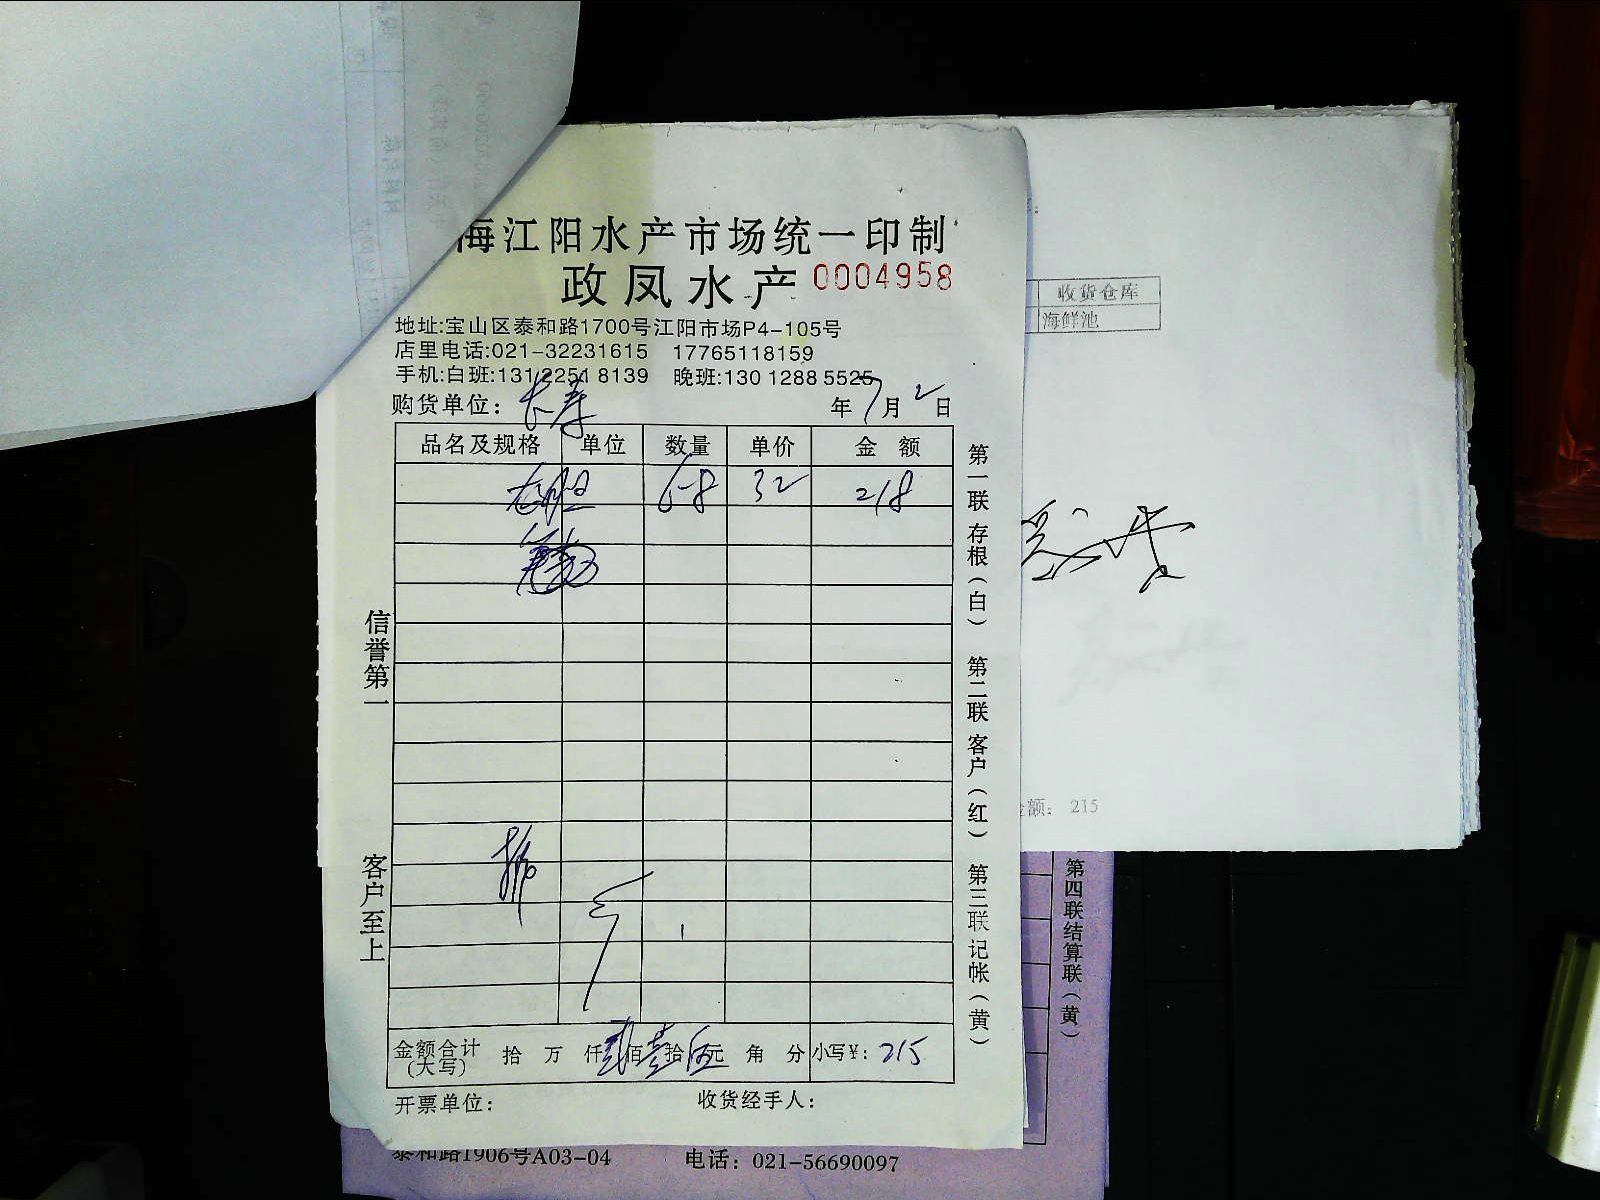 海江阳水产市场统一印制
政凤水产 0004958
地址:宝山区泰和路1700号江阳市场P4-105号
店里电话:021-32231615 17765118159
手机:白班:131 2251 8139 晚班:130 1288 5525
购货单位: 长寿 年 7 月 2 日
品名及规格 单位 数量 单价 金额
6-8 32 218
金额合计(大写) 拾 万 仟 贰 佰 壹 拾 伍 元 角 分 小写¥: 215
开票单位: 收货经手人:
信誉第一
客户至上
第一联 存根(白) 第二联 客户(红) 第三联 记帐(黄)
收货仓库
海鲜池
额: 215
第四联结算联(黄)
泰和路1906号A03-04 电话: 021-56690097